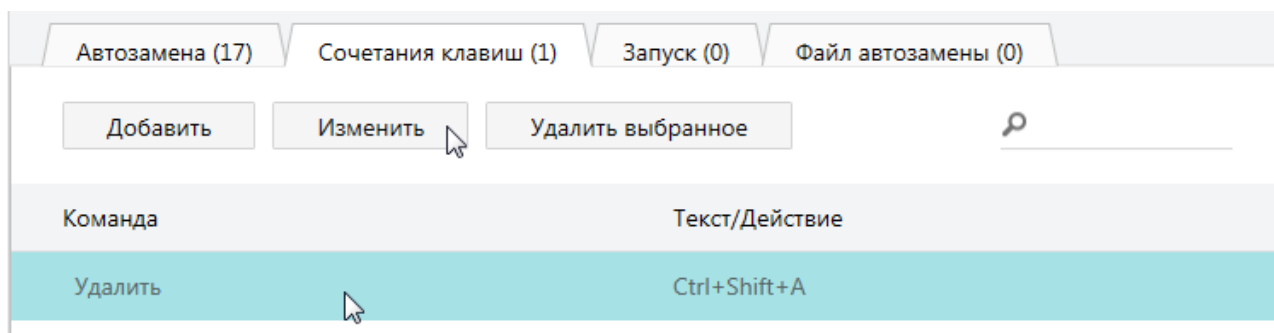 Автозамена (17) Сочетания клавиш (1) Запуск (0) Файл автозамены (0)
Добавить Изменить Удалить выбранное
Команда Текст/Действие
Удалить Ctrl+Shift+A